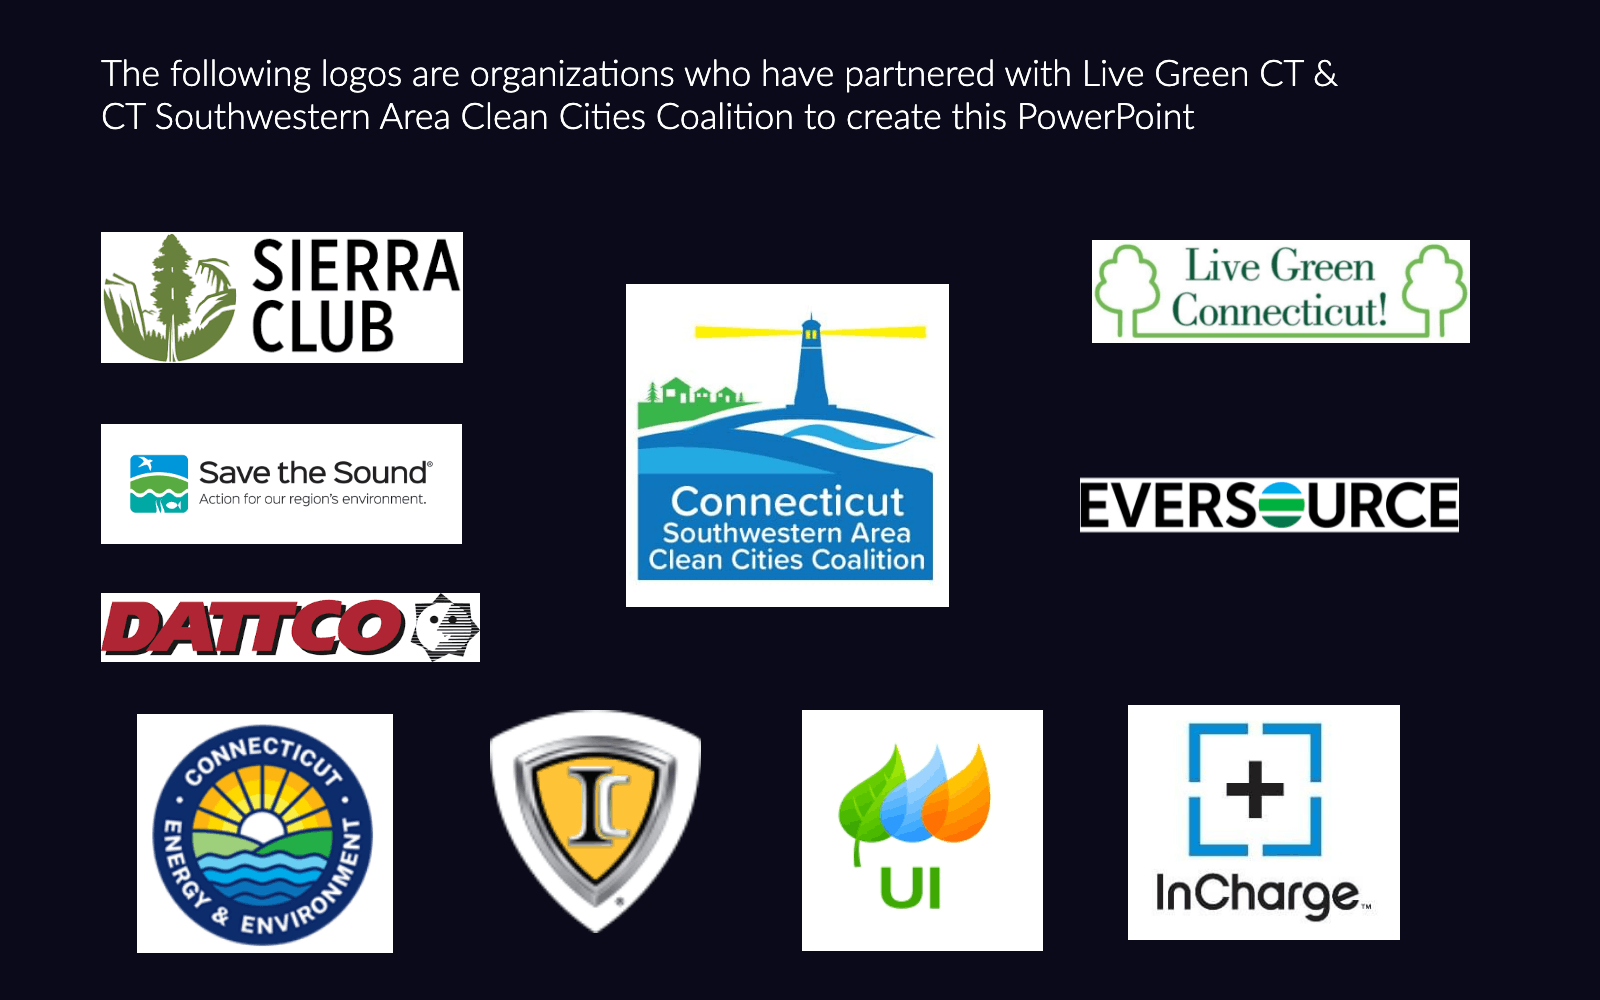 The following logos are organizations who have partnered with Live Green CT &
CT Southwestern Area Clean Cities Coalition to create this PowerPoint
SIERRA
CLUB
Live Green
Connecticut!
Connecticut
Southwestern Area
Clean Cities Coalition
Save the Sound®
Action for our region's environment.
EVERSOURCE
DATTCO
CONNECTICUT
ENERGY & ENVIRONMENT
IC
®
UI
InCharge™